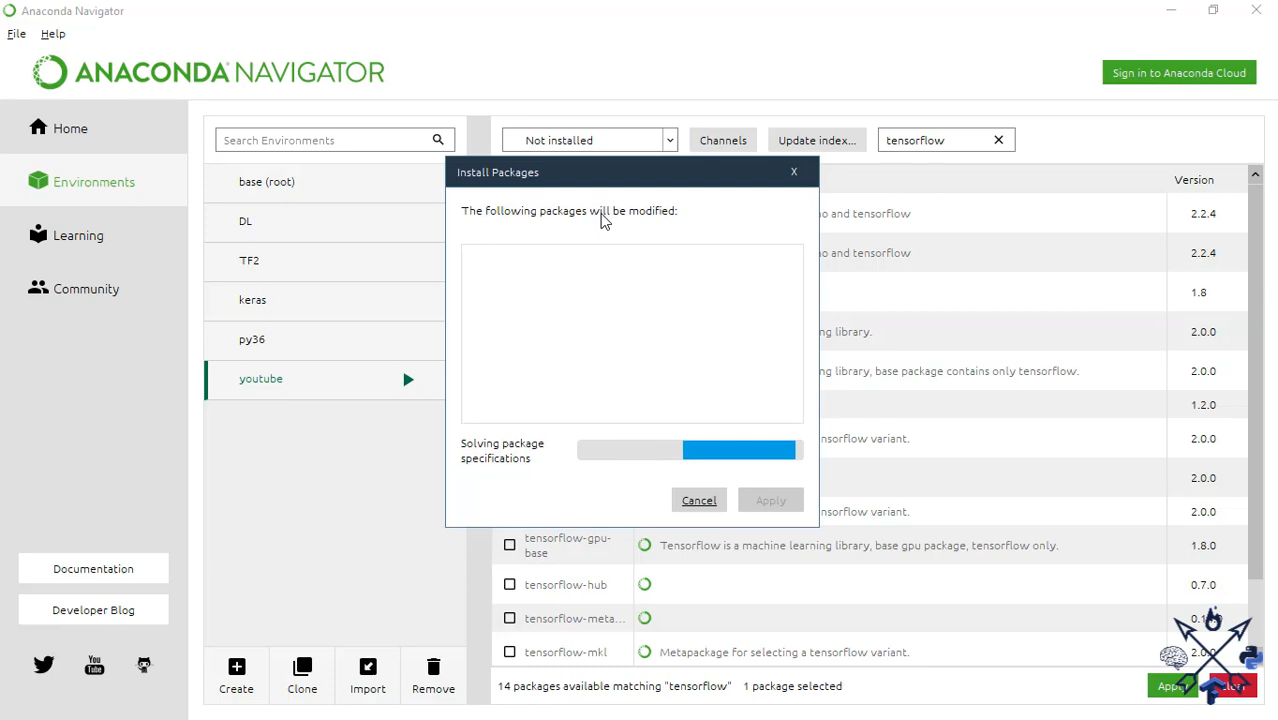 Anaconda Navigator
File Help
ANACONDA NAVIGATOR
Sign in to Anaconda Cloud
Home
Environments
Learning
Community
Documentation
Developer Blog
You
Tube
Search Environments
base (root)
DL
TF2
keras
py36
youtube
Create
Clone
Import
Remove
Not installed
Channels
Update index...
tensorflow
Install Packages
X
The following packages will be modified:
Solving package
specifications
Cancel
Apply
Version
and tensorflow 2.2.4
and tensorflow 2.2.4
1.8
library. 2.0.0
library, base package contains only tensorflow. 2.0.0
1.2.0
variant. 2.0.0
2.0.0
variant. 2.0.0
tensorflow-gpu-
base
Tensorflow is a machine learning library, base gpu package, tensorflow only. 1.8.0
tensorflow-hub 0.7.0
tensorflow-meta...
tensorflow-mkl Metapackage for selecting a tensorflow variant. 2.0.0
14 packages available matching "tensorflow" 1 package selected